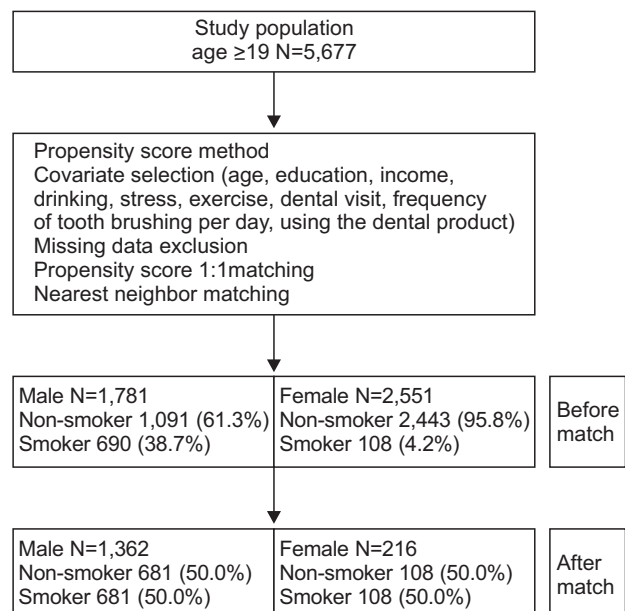 Study population
age ≥19 N=5,677
Propensity score method
Covariate selection (age, education, income,
drinking, stress, exercise, dental visit, frequency
of tooth brushing per day, using the dental product)
Missing data exclusion
Propensity score 1:1matching
Nearest neighbor matching
Male N=1,781
Non-smoker 1,091 (61.3%)
Smoker 690 (38.7%)
Female N=2,551
Non-smoker 2,443 (95.8%)
Smoker 108 (4.2%)
Before
match
Male N=1,362
Non-smoker 681 (50.0%)
Smoker 681 (50.0%)
Female N=216
Non-smoker 108 (50.0%)
Smoker 108 (50.0%)
After
match